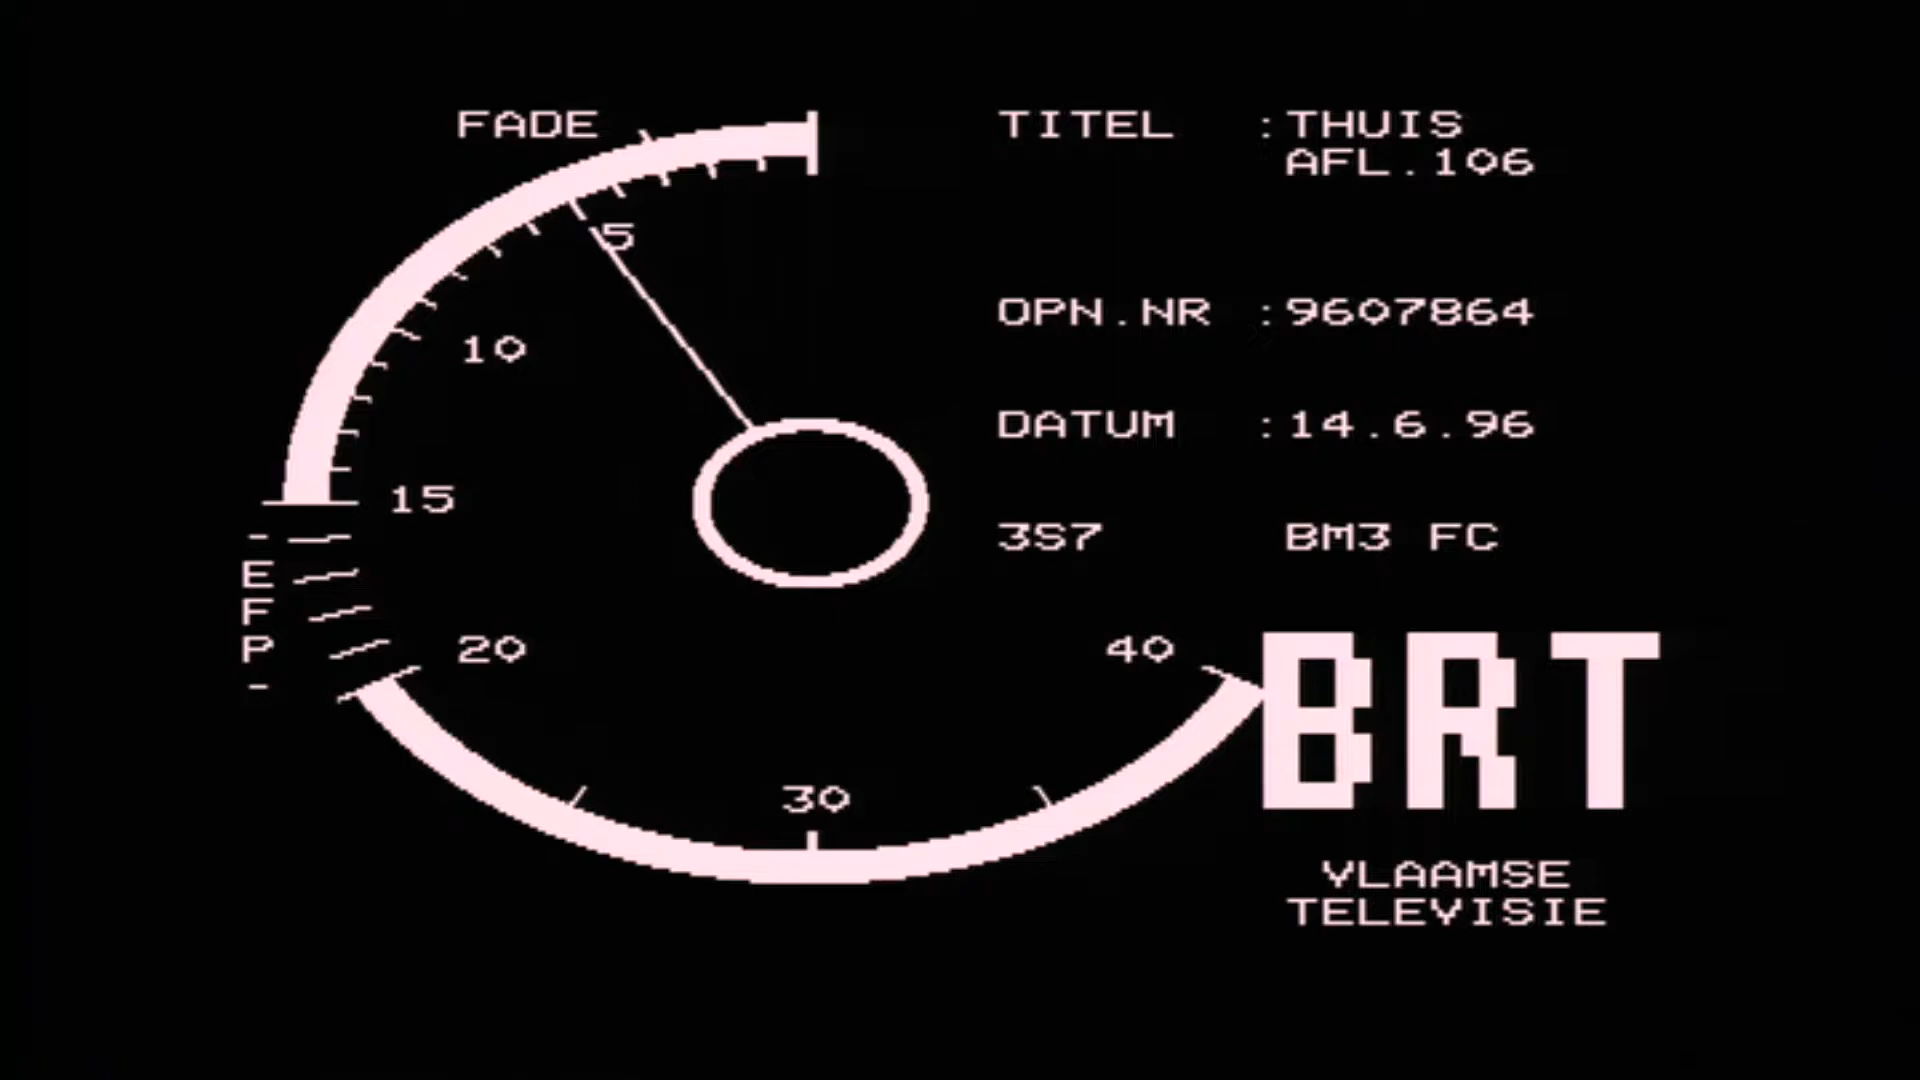 FADE
TITEL :THUIS
AFL.106
5
OPN.NR :9607864
10
DATUM :14.6.96
15
3S7 BM3 FC
-
E
F
P
-
20
40
BRT
30
VLAAMSE
TELEVISIE